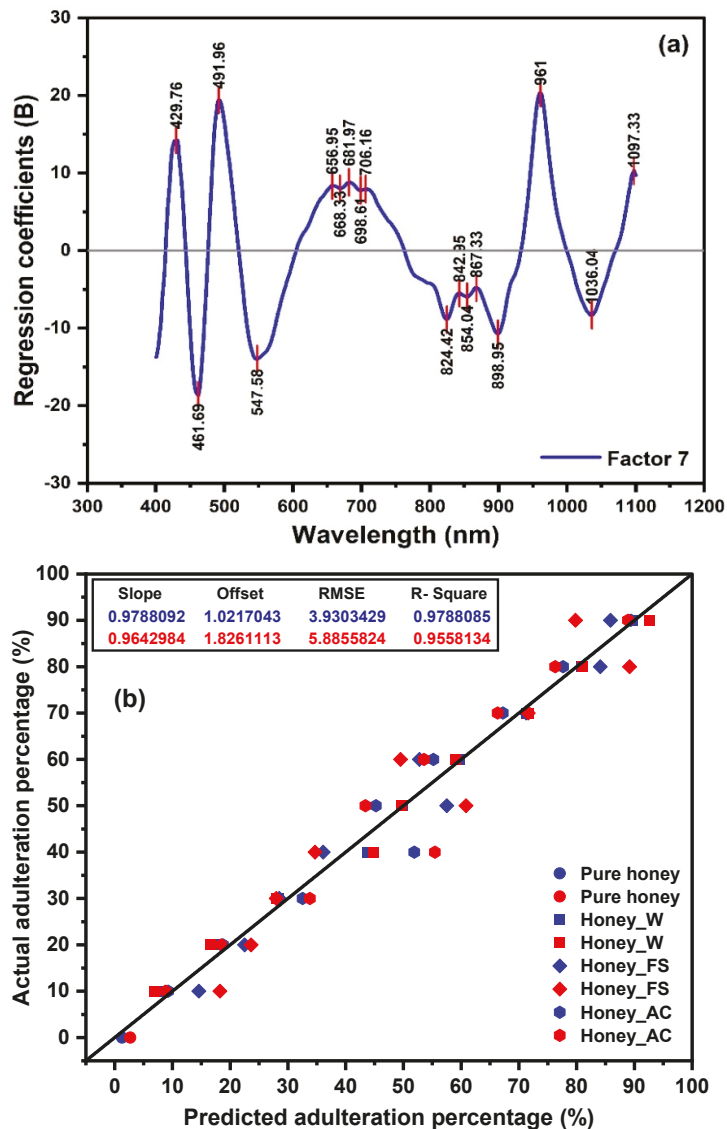 (a)
Regression coefficients (B)
30
20
10
0
-10
-20
-30
429.76
461.69
491.96
547.58
656.95
668.33
681.97
698.61
706.16
824.42
842.95
854.04
867.33
898.95
961
1036.04
1097.33
Factor 7
300 400 500 600 700 800 900 1000 1100 1200
Wavelength (nm)
(b)
Slope Offset RMSE R- Square
0.9788092 1.0217043 3.9303429 0.9788085
0.9642984 1.8261113 5.8855824 0.9558134
Actual adulteration percentage (%)
100
90
80
70
60
50
40
30
20
10
0
Pure honey
Pure honey
Honey_W
Honey_W
Honey_FS
Honey_FS
Honey_AC
Honey_AC
0 10 20 30 40 50 60 70 80 90 100
Predicted adulteration percentage (%)